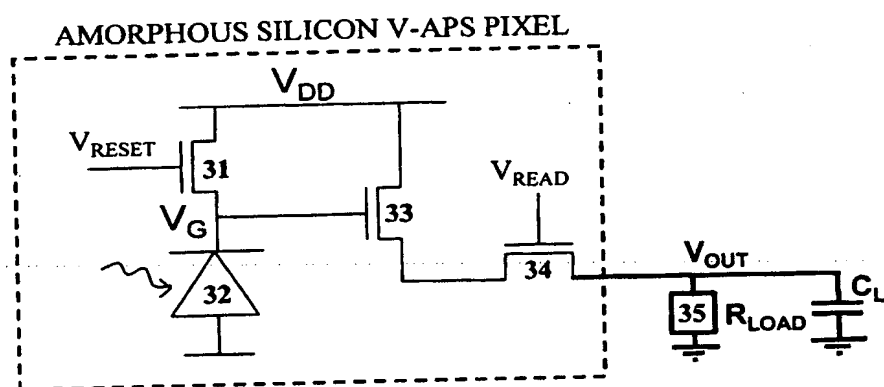 AMORPHOUS SILICON V-APS PIXEL
VDD
VRESET
31
VREAD
VG
33
32
34
VOUT
35
RLOAD
CL